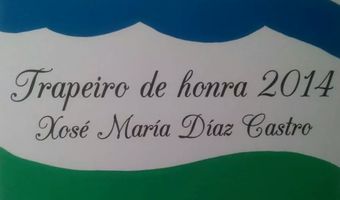 Trapeiro de honra 2014
Xosé María Díaz Castro